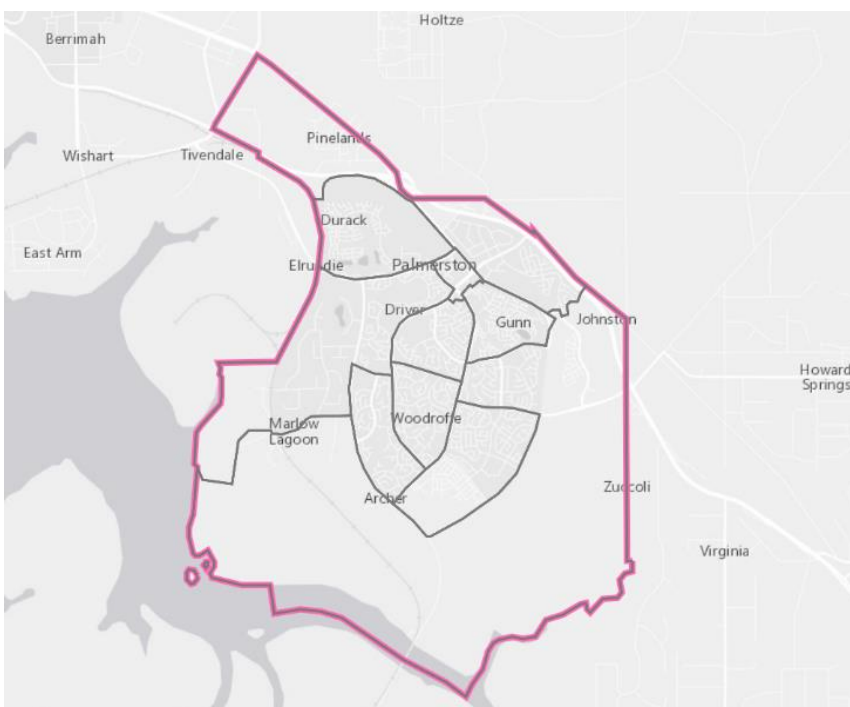 Holtze
Berrimah
Pinelands
Wishart
Tivendale
Durack
East Arm
Elrundie
Palmerston
Driver
Gunn
Johnston
Howard
Springs
Marlow
Lagoon
Woodroffe
Archer
Zuccoli
Virginia